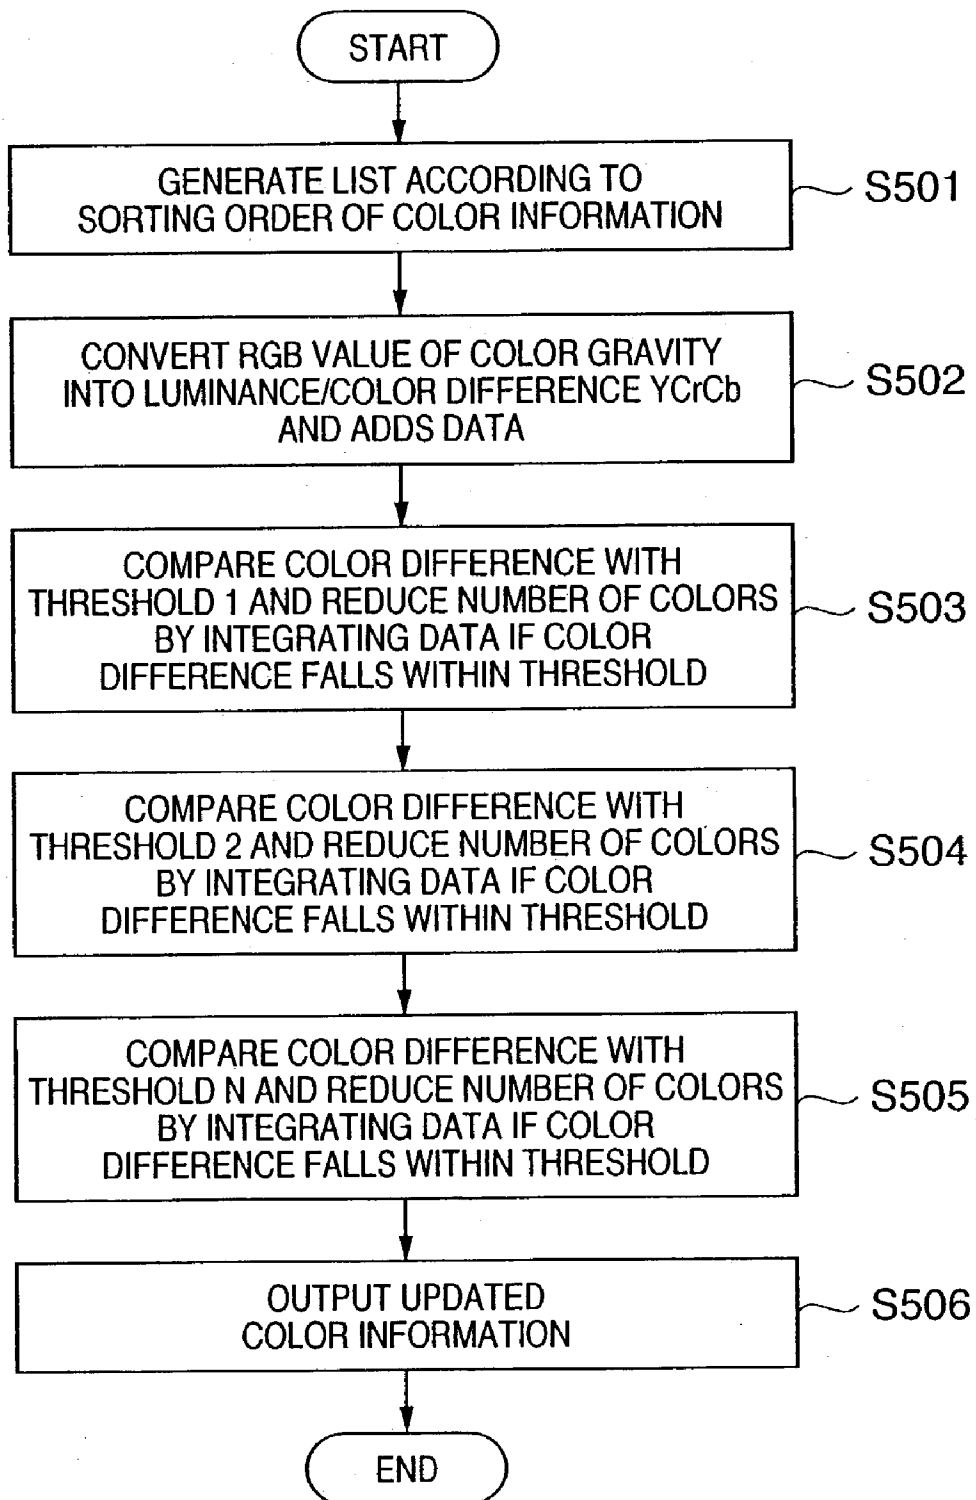 START
GENERATE LIST ACCORDING TO
SORTING ORDER OF COLOR INFORMATION
S501
CONVERT RGB VALUE OF COLOR GRAVITY
INTO LUMINANCE/COLOR DIFFERENCE YCrCb
AND ADDS DATA
S502
COMPARE COLOR DIFFERENCE WITH
THRESHOLD 1 AND REDUCE NUMBER OF COLORS
BY INTEGRATING DATA IF COLOR
DIFFERENCE FALLS WITHIN THRESHOLD
S503
COMPARE COLOR DIFFERENCE WITH
THRESHOLD 2 AND REDUCE NUMBER OF COLORS
BY INTEGRATING DATA IF COLOR
DIFFERENCE FALLS WITHIN THRESHOLD
S504
COMPARE COLOR DIFFERENCE WITH
THRESHOLD N AND REDUCE NUMBER OF COLORS
BY INTEGRATING DATA IF COLOR
DIFFERENCE FALLS WITHIN THRESHOLD
S505
OUTPUT UPDATED
COLOR INFORMATION
S506
END